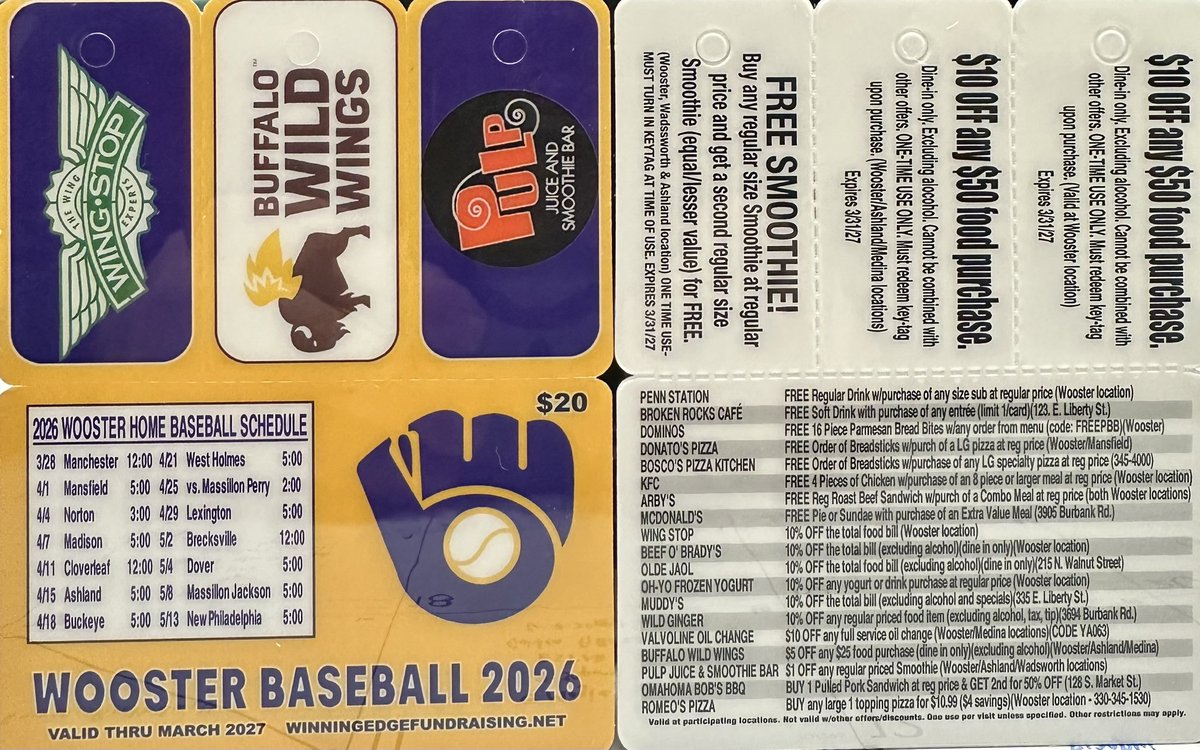 THE WING
WING·STOP
EXPERTS
BUFFALO
WILD
WINGS™
PULP
JUICE AND
SMOOTHIE BAR
FREE SMOOTHIE!
Buy any regular size Smoothie at regular
price and get a second regular size
Smoothie (equal/lesser value) for FREE.
(Wooster, Wadssworth & Ashland location) ONE TIME USE-
MUST TURN IN KEYTAG AT TIME OF USE. EXPIRES 3/31/27
$10 OFF any $50 food purchase.
Dine-in only, Excluding alcohol. Cannot be combined with
other offers. ONE-TIME USE ONLY. Must redeem key-tag
upon purchase. (Wooster/Ashland/Medina locations)
Expires 3/31/27
$10 OFF any $50 food purchase.
Dine-in only, Excluding alcohol. Cannot be combined with
other offers. ONE-TIME USE ONLY. Must redeem key-tag
upon purchase. (Valid at Wooster location)
Expires 3/31/27
$20
2026 WOOSTER HOME BASEBALL SCHEDULE
3/28 Manchester 12:00 4/21 West Holmes 5:00
4/1 Mansfield 5:00 4/25 vs. Massillon Perry 2:00
4/4 Norton 3:00 4/29 Lexington 5:00
4/7 Madison 5:00 5/2 Brecksville 12:00
4/11 Cloverleaf 12:00 5/4 Dover 5:00
4/15 Ashland 5:00 5/8 Massillon Jackson 5:00
4/18 Buckeye 5:00 5/13 New Philadelphia 5:00
WOOSTER BASEBALL 2026
VALID THRU MARCH 2027 WINNINGEDGEFUNDRAISING.NET
PENN STATION FREE Regular Drink w/purchase of any size sub at regular price (Wooster location)
BROKEN ROCKS CAFÉ FREE Soft Drink with purchase of any entrée (limit 1/card)(123. E. Liberty St.)
DOMINOS FREE 16 Piece Parmesan Bread Bites w/any order from menu (code: FREEPBB)(Wooster)
DONATO'S PIZZA FREE Order of Breadsticks w/purch of a LG pizza at reg price (Wooster/Mansfield)
BOSCO'S PIZZA KITCHEN FREE Order of Breadsticks w/purchase of any LG specialty pizza at reg price (345-4000)
KFC FREE 4 Pieces of Chicken w/purchase of an 8 piece or larger meal at reg price (Wooster location)
ARBY'S FREE Reg Roast Beef Sandwich w/purch of a Combo Meal at reg price (both Wooster locations)
MCDONALD'S FREE Pie or Sundae with purchase of an Extra Value Meal (3905 Burbank Rd.)
WING STOP 10% OFF the total food bill (Wooster location)
BEEF O' BRADY'S 10% OFF the total bill (excluding alcohol)(dine in only)(Wooster location)
OLDE JAOL 10% OFF the total food bill (excluding alcohol)(dine in only)(215 N. Walnut Street)
OH-YO FROZEN YOGURT 10% OFF any yogurt or drink purchase at regular price (Wooster location)
MUDDY'S 10% OFF the total bill (excluding alcohol and specials)(335 E. Liberty St.)
WILD GINGER 10% OFF any regular priced food item (excluding alcohol, tax, tip)(3694 Burbank Rd.)
VALVOLINE OIL CHANGE $10 OFF any full service oil change (Wooster/Medina locations)(CODE YA063)
BUFFALO WILD WINGS $5 OFF any $25 food purchase (dine in only)(excluding alcohol)(Wooster/Ashland/Medina)
PULP JUICE & SMOOTHIE BAR $1 OFF any regular priced Smoothie (Wooster/Ashland/Wadsworth locations)
OMAHOMA BOB'S BBQ BUY 1 Pulled Pork Sandwich at reg price & GET 2nd for 50% OFF (128 S. Market St.)
ROMEO'S PIZZA BUY any large 1 topping pizza for $10.99 ($4 savings)(Wooster location - 330-345-1530)
Valid at participating locations. Not valid w/other offers/discounts. One use per visit unless specified. Other restrictions may apply.